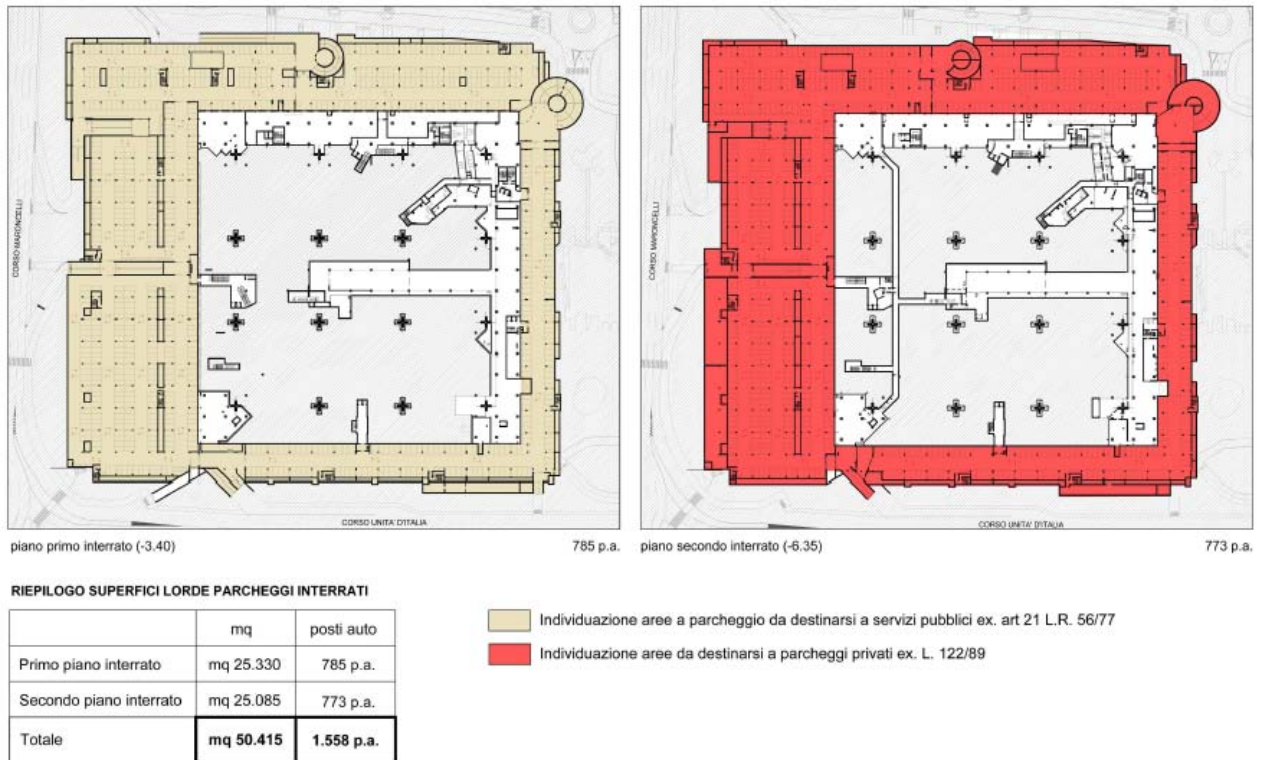 CORSO MARONCELLI
CORSO UNITA' D'ITALIA
piano primo interrato (-3.40)
785 p.a.
CORSO MARONCELLI
CORSO UNITA' D'ITALIA
piano secondo interrato (-6.35)
773 p.a.
RIEPILOGO SUPERFICI LORDE PARCHEGGI INTERRATI
mq posti auto
Primo piano interrato mq 25.330 785 p.a.
Secondo piano interrato mq 25.085 773 p.a.
Totale mq 50.415 1.558 p.a.
Individuazione aree a parcheggio da destinarsi a servizi pubblici ex. art 21 L.R. 56/77
Individuazione aree da destinarsi a parcheggi privati ex. L. 122/89